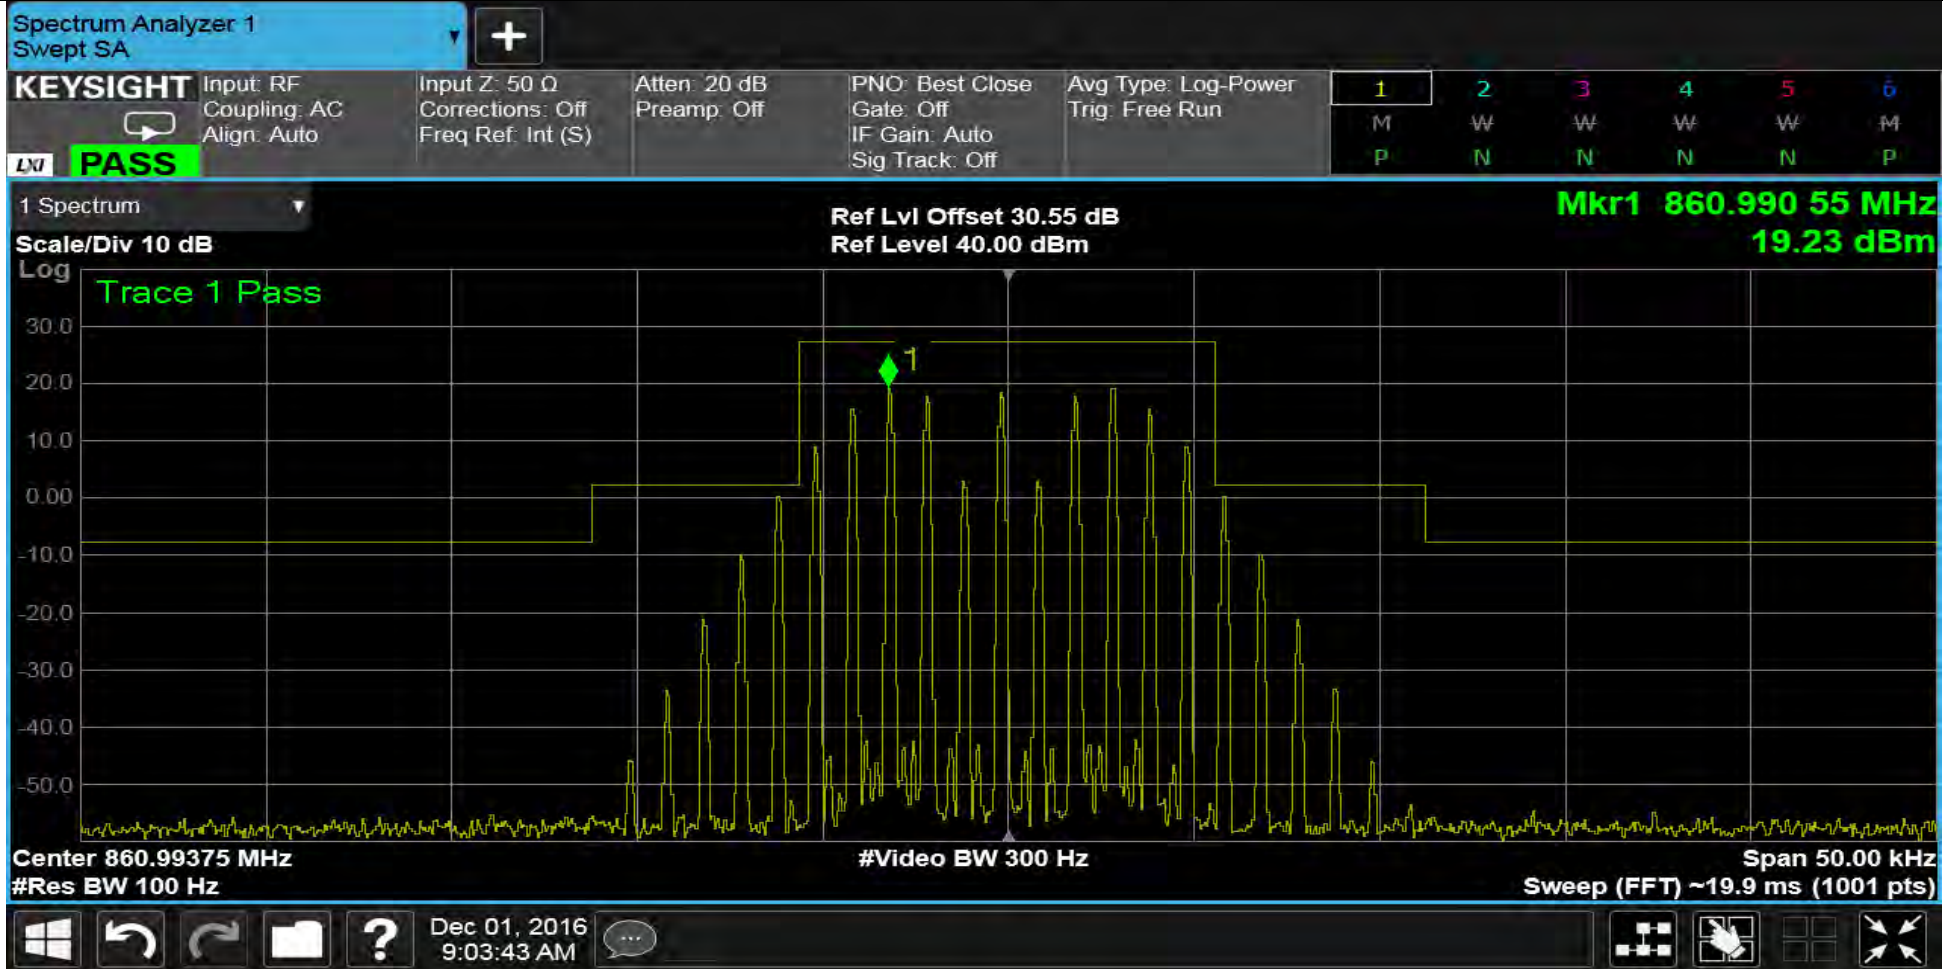 Spectrum Analyzer 1
Swept SA
KEYSIGHT
LXI
PASS
Input: RF
Coupling: AC
Align: Auto
Input Z: 50 Ω
Corrections: Off
Freq Ref: Int (S)
Atten: 20 dB
Preamp: Off
PNO: Best Close
Gate: Off
IF Gain: Auto
Sig Track: Off
Avg Type: Log-Power
Trig: Free Run
1 2 3 4 5 6
M W W W W M
P N N N N P
1 Spectrum
Scale/Div 10 dB
Log
Ref Lvl Offset 30.55 dB
Ref Level 40.00 dBm
Mkr1 860.990 55 MHz
19.23 dBm
Trace 1 Pass
1
30.0
20.0
10.0
0.00
-10.0
-20.0
-30.0
-40.0
-50.0
Center 860.99375 MHz
#Video BW 300 Hz
Span 50.00 kHz
#Res BW 100 Hz
Sweep (FFT) ~19.9 ms (1001 pts)
?
Dec 01, 2016
9:03:43 AM